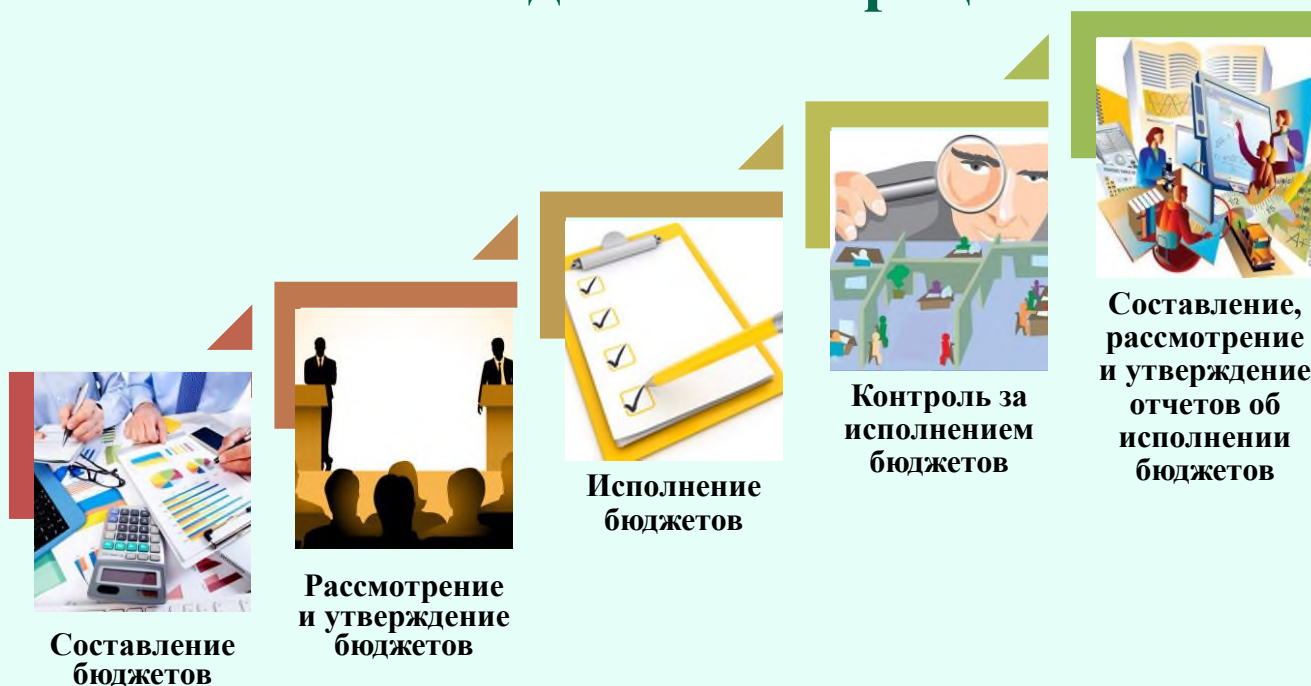 Составление
бюджетов
Рассмотрение
и утверждение
бюджетов
Исполнение
бюджетов
Контроль за
исполнением
бюджетов
Составление,
рассмотрение
и утверждение
отчетов об
исполнении
бюджетов